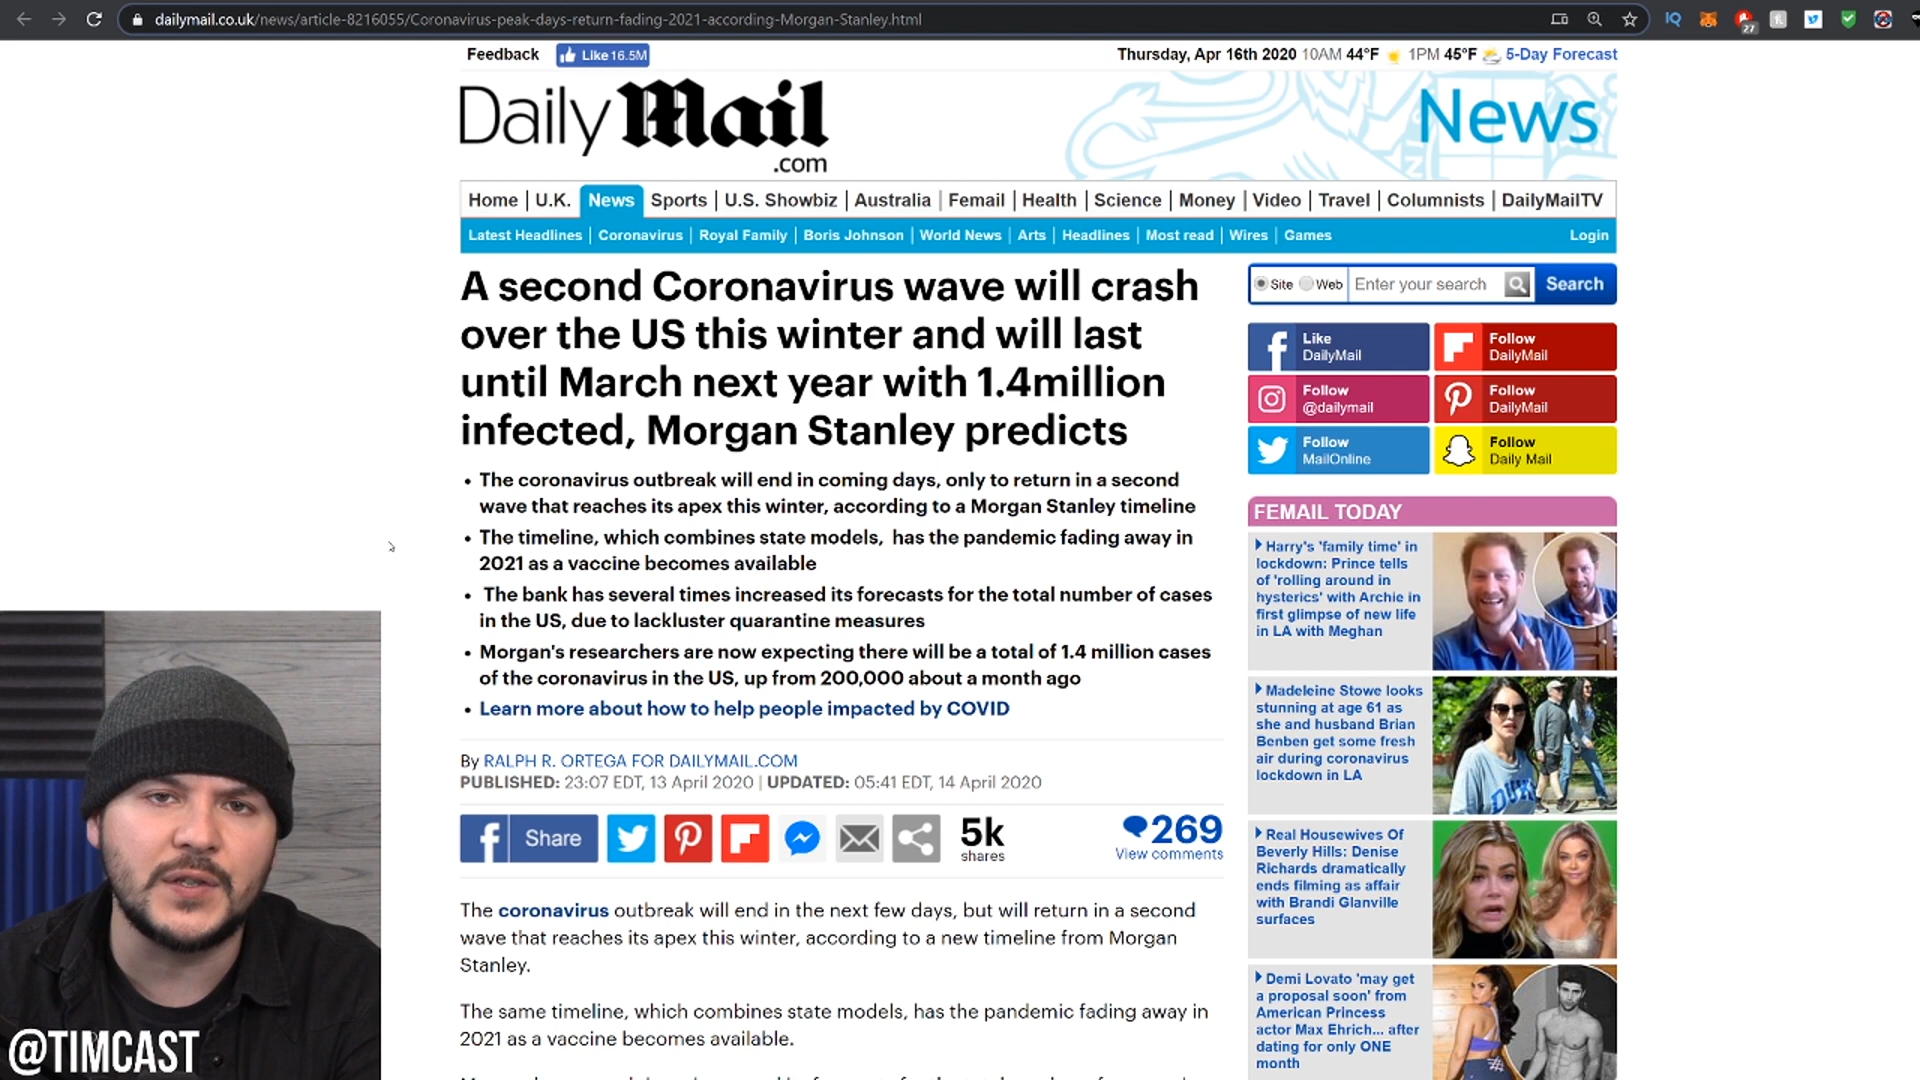 dailymail.co.uk/news/article-8216055/Coronavirus-peak-days-return-fading-2021-according-Morgan-Stanley.html
27
Feedback
Like 16.5M
Thursday, Apr 16th 2020 10AM 44°F 1PM 45°F 5-Day Forecast
Daily Mail
.com
News
Home | U.K. News Sports | U.S. Showbiz | Australia | Femail | Health | Science | Money | Video | Travel | Columnists | DailyMailTV
Latest Headlines | Coronavirus | Royal Family | Boris Johnson | World News | Arts | Headlines | Most read | Wires | Games
Login
A second Coronavirus wave will crash
over the US this winter and will last
until March next year with 1.4million
infected, Morgan Stanley predicts
• The coronavirus outbreak will end in coming days, only to return in a second
wave that reaches its apex this winter, according to a Morgan Stanley timeline
• The timeline, which combines state models, has the pandemic fading away in
2021 as a vaccine becomes available
• The bank has several times increased its forecasts for the total number of cases
in the US, due to lackluster quarantine measures
• Morgan's researchers are now expecting there will be a total of 1.4 million cases
of the coronavirus in the US, up from 200,000 about a month ago
• Learn more about how to help people impacted by COVID
By RALPH R. ORTEGA FOR DAILYMAIL.COM
PUBLISHED: 23:07 EDT, 13 April 2020 | UPDATED: 05:41 EDT, 14 April 2020
Share
5k
shares
269
View comments
The coronavirus outbreak will end in the next few days, but will return in a second
wave that reaches its apex this winter, according to a new timeline from Morgan
Stanley.
The same timeline, which combines state models, has the pandemic fading away in
2021 as a vaccine becomes available.
Site Web Enter your search Search
Like
DailyMail
Follow
DailyMail
Follow
@dailymail
Follow
DailyMail
Follow
MailOnline
Follow
Daily Mail
FEMAIL TODAY
Harry's 'family time' in
lockdown: Prince tells
of 'rolling around in
hysterics' with Archie in
first glimpse of new life
in LA with Meghan
Madeleine Stowe looks
stunning at age 61 as
she and husband Brian
Benben get some fresh
air during coronavirus
lockdown in LA
DUKE
Real Housewives Of
Beverly Hills: Denise
Richards dramatically
ends filming as affair
with Brandi Glanville
surfaces
Demi Lovato 'may get
a proposal soon' from
American Princess
actor Max Ehrich... after
dating for only ONE
month
@TIMCAST